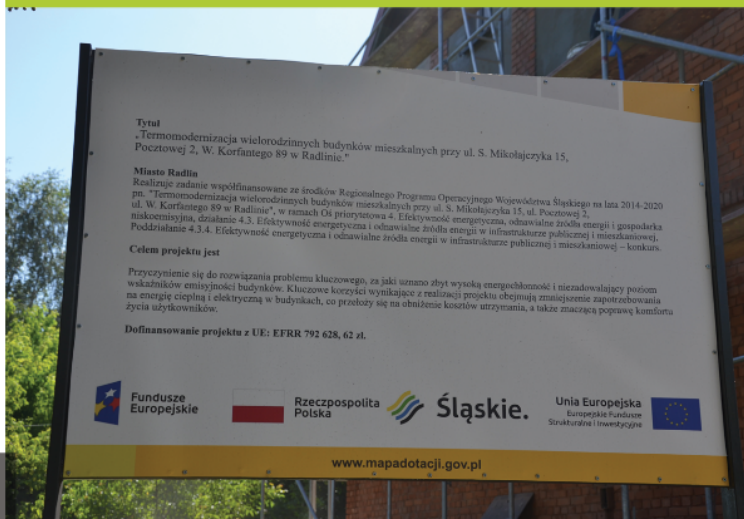 Tytuł
„Termomodernizacja wielorodzinnych budynków mieszkalnych przy ul. S. Mikołajczyka 15,
Pocztowej 2, W. Korfantego 89 w Radlinie."
Miasto Radlin
Realizuje zadanie współfinansowane ze środków Regionalnego Programu Operacyjnego Województwa Śląskiego na lata 2014-2020
pn. "Termomodernizacja wielorodzinnych budynków mieszkalnych przy ul. S. Mikołajczyka 15, ul. Pocztowej 2,
ul. W. Korfantego 89 w Radlinie", w ramach Oś priorytetowa 4. Efektywność energetyczna, odnawialne źródła energii i gospodarka
niskoemisyjna, działanie 4.3. Efektywność energetyczna i odnawialne źródła energii w infrastrukturze publicznej i mieszkaniowej,
Poddziałanie 4.3.4. Efektywność energetyczna i odnawialne źródła energii w infrastrukturze publicznej i mieszkaniowej – konkurs.
Celem projektu jest
Przyczynienie się do rozwiązania problemu kluczowego, za jaki uznano zbyt wysoką energochłonność i niezadowalający poziom
wskaźników emisyjności budynków. Kluczowe korzyści wynikające z realizacji projektu obejmują zmniejszenie zapotrzebowania
na energię cieplną i elektryczną w budynkach, co przełoży się na obniżenie kosztów utrzymania, a także znaczącą poprawę komfortu
życia użytkowników.
Dofinansowanie projektu z UE: EFRR 792 628, 62 zł.
Fundusze
Europejskie
Rzeczpospolita
Polska
Śląskie.
Unia Europejska
Europejskie Fundusze
Strukturalne i Inwestycyjne
www.mapadotacji.gov.pl